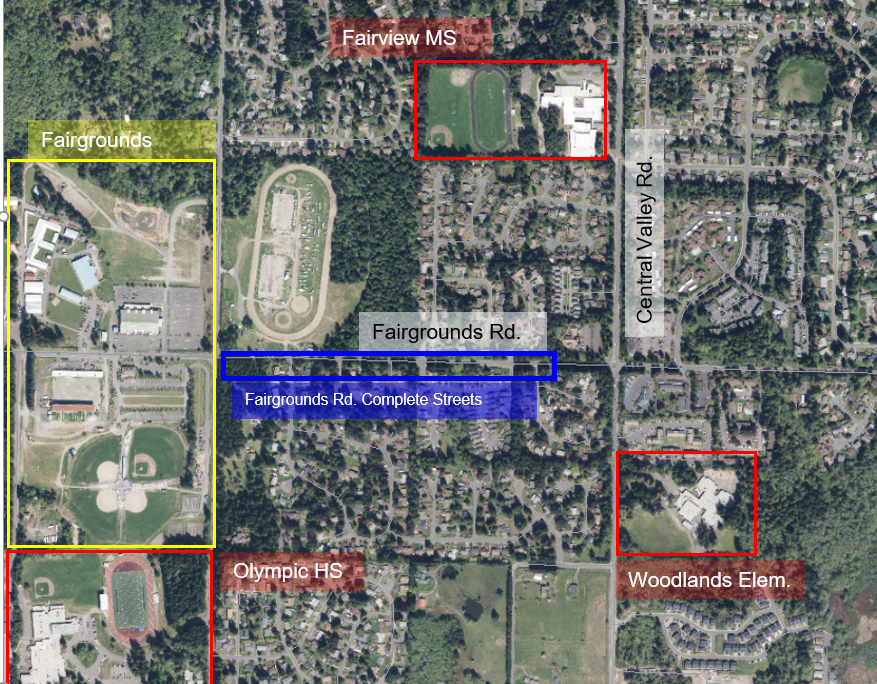 Fairview MS
Fairgrounds
Central Valley Rd.
Fairgrounds Rd.
Fairgrounds Rd. Complete Streets
Olympic HS
Woodlands Elem.